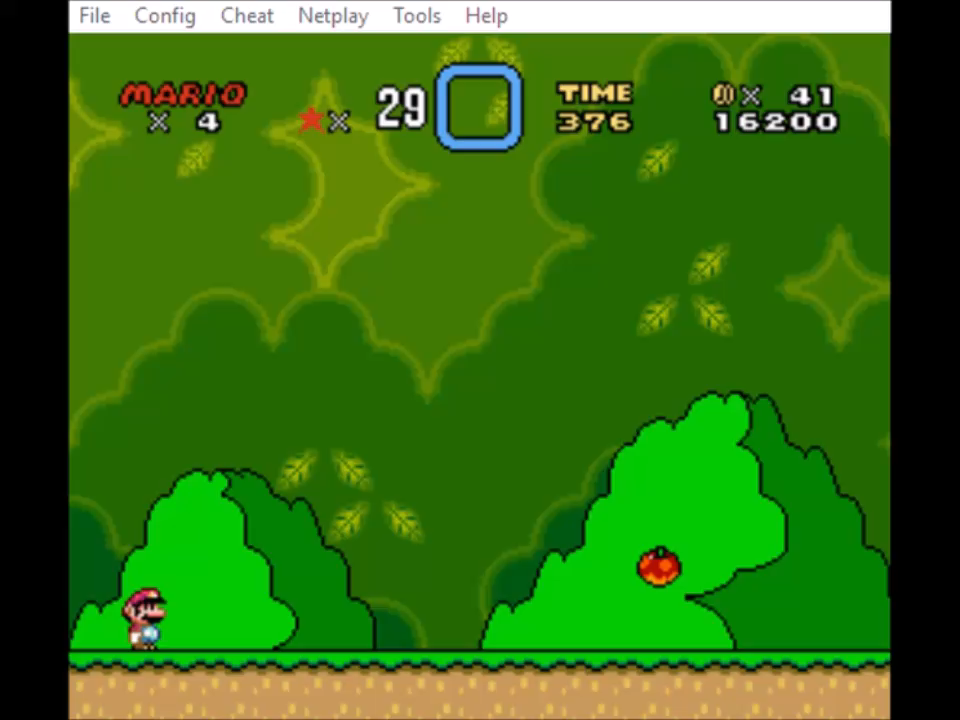 File Config Cheat Netplay Tools Help
MARIO
× 4
★× 29
TIME
376
× 41
16200